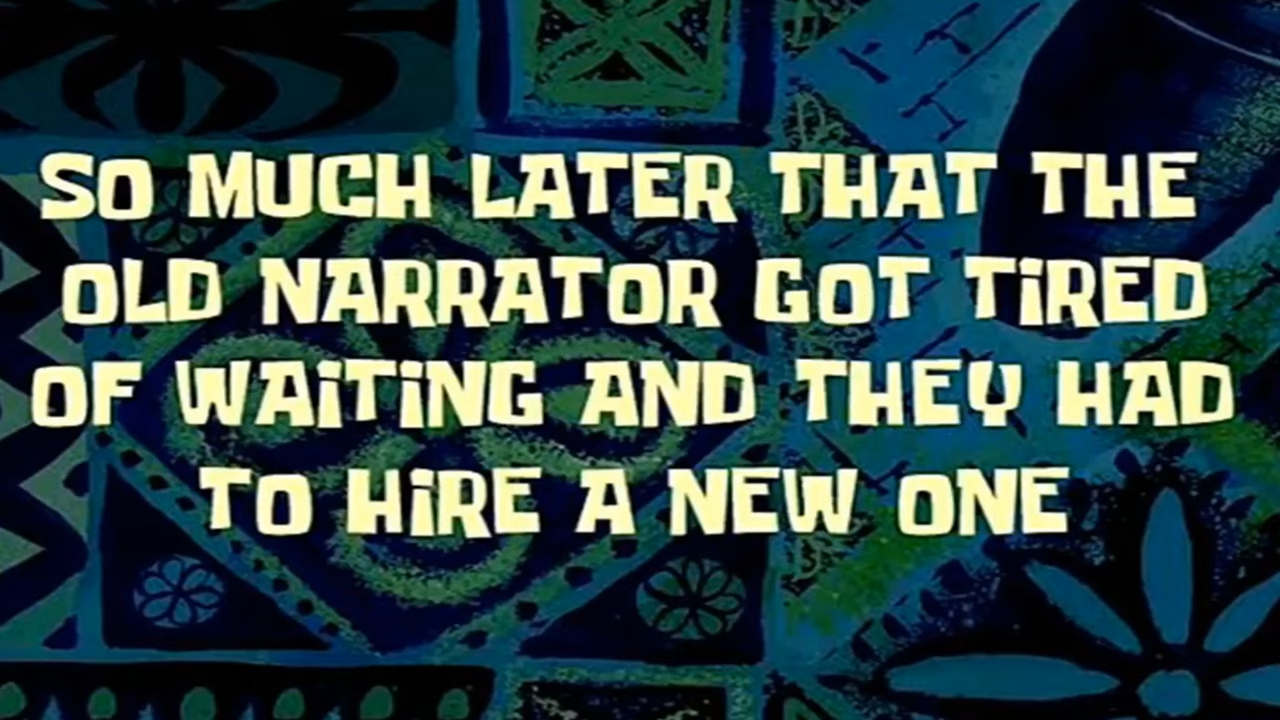 SO MUCH LATER THAT THE
OLD NARRATOR GOT TiRED
OF WAiTiNG AND THEY HAD
TO HiRE A NEW ONE